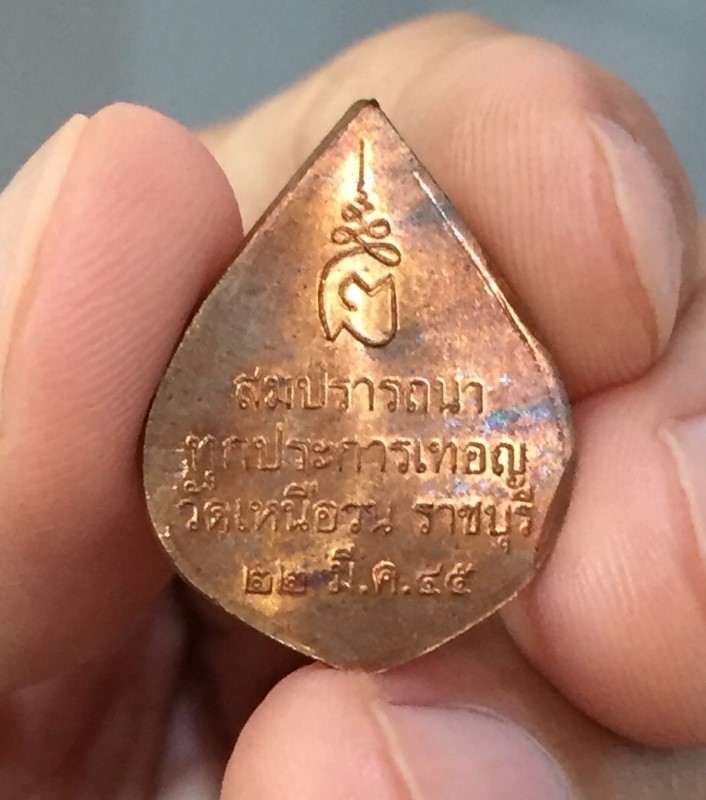 สมปรารถนา
ทุกประการเทอญ
วัดเหนือวน ราชบุรี
๒๒ มี.ค.๔๕